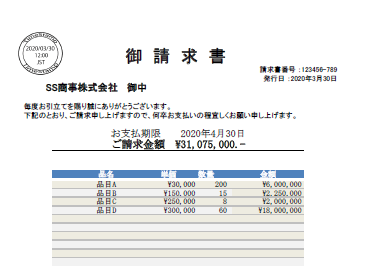 Timestamp
2020/03/30
12:00
JST
Timestamp
御請求書
請求書番号：123456-789
発行日：2020年3月30日
SS商事株式会社　御中
毎度お引立てを賜り誠にありがとうございます。
下記のとおり、ご請求申し上げますので、何卒お支払いの程宜しくお願い申し上げます。
お支払期限　2020年4月30日
ご請求金額　¥31,075,000.-
品名　単価　数量　金額
品目A　¥30,000　200　¥6,000,000
品目B　¥150,000　15　¥2,250,000
品目C　¥250,000　8　¥2,000,000
品目D　¥300,000　60　¥18,000,000